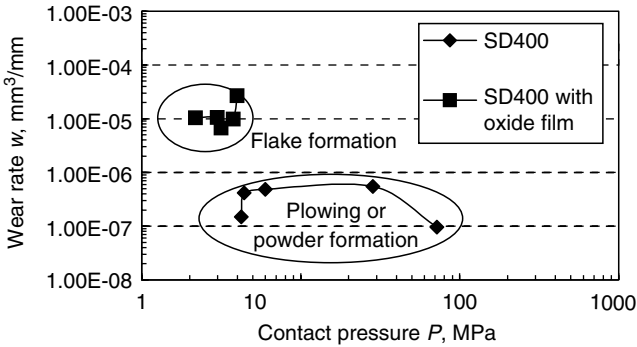 1.00E−03
1.00E−04
1.00E−05
1.00E−06
1.00E−07
1.00E−08
Wear rate w, mm³/mm
SD400
SD400 with
oxide film
Flake formation
Plowing or
powder formation
1
10
100
1000
Contact pressure P, MPa